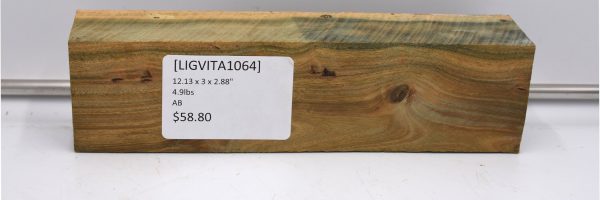 [LIGVITA1064]
12.13 x 3 x 2.88"
4.9lbs
AB
$58.80